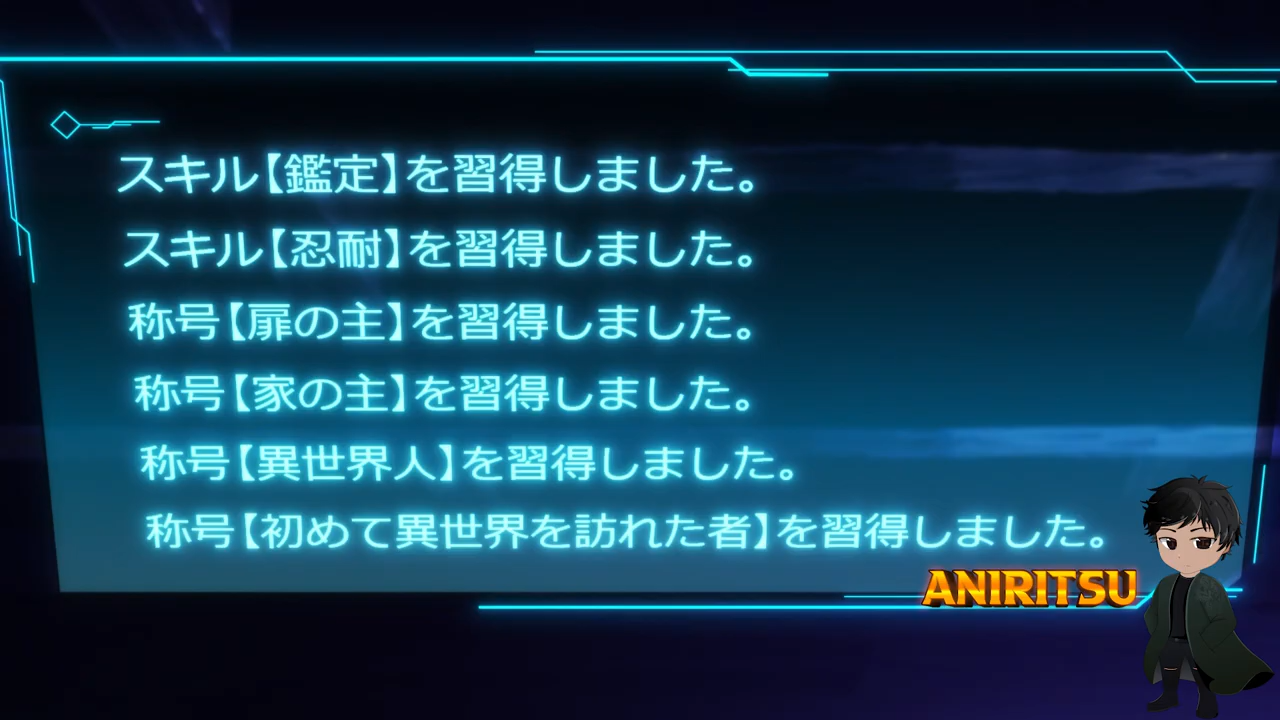 スキル【鑑定】を習得しました。
スキル【忍耐】を習得しました。
称号【扉の主】を習得しました。
称号【家の主】を習得しました。
称号【異世界人】を習得しました。
称号【初めて異世界を訪れた者】を習得しました。
ANIRITSU